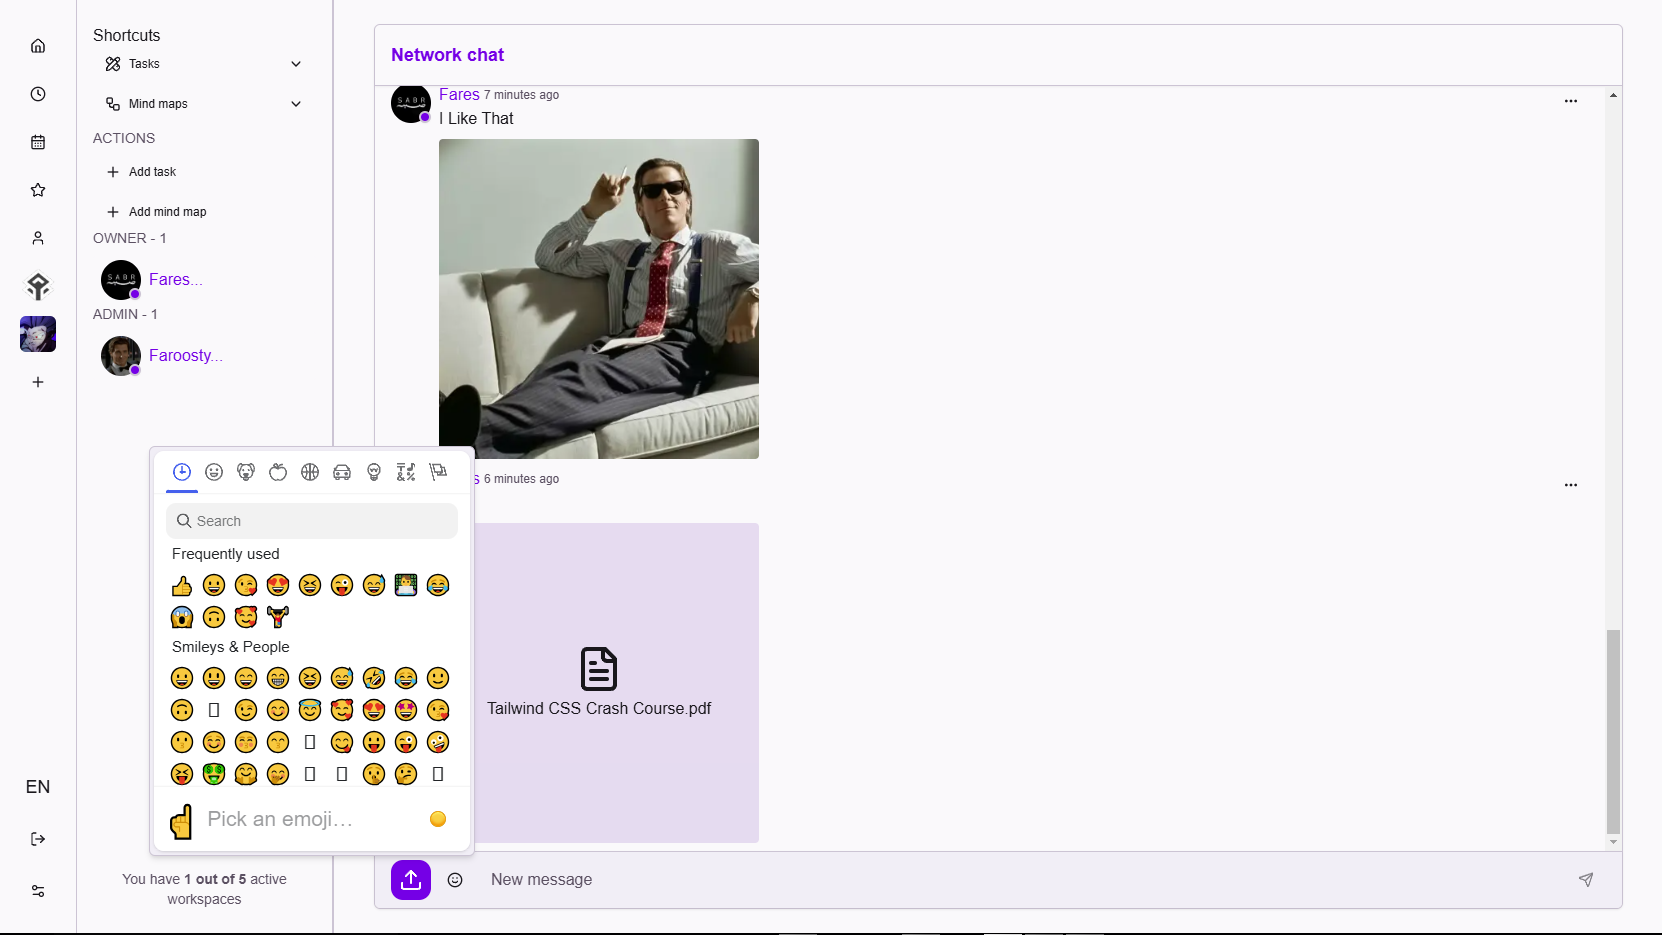 Shortcuts
Tasks
Mind maps
ACTIONS
Add task
Add mind map
OWNER - 1
SABR
Fares...
ADMIN - 1
Faroosty...
EN
You have 1 out of 5 active
workspaces
Network chat
SABR
Fares 7 minutes ago
I Like That
s 6 minutes ago
Tailwind CSS Crash Course.pdf
Search
Frequently used
Smileys & People
Pick an emoji…
New message